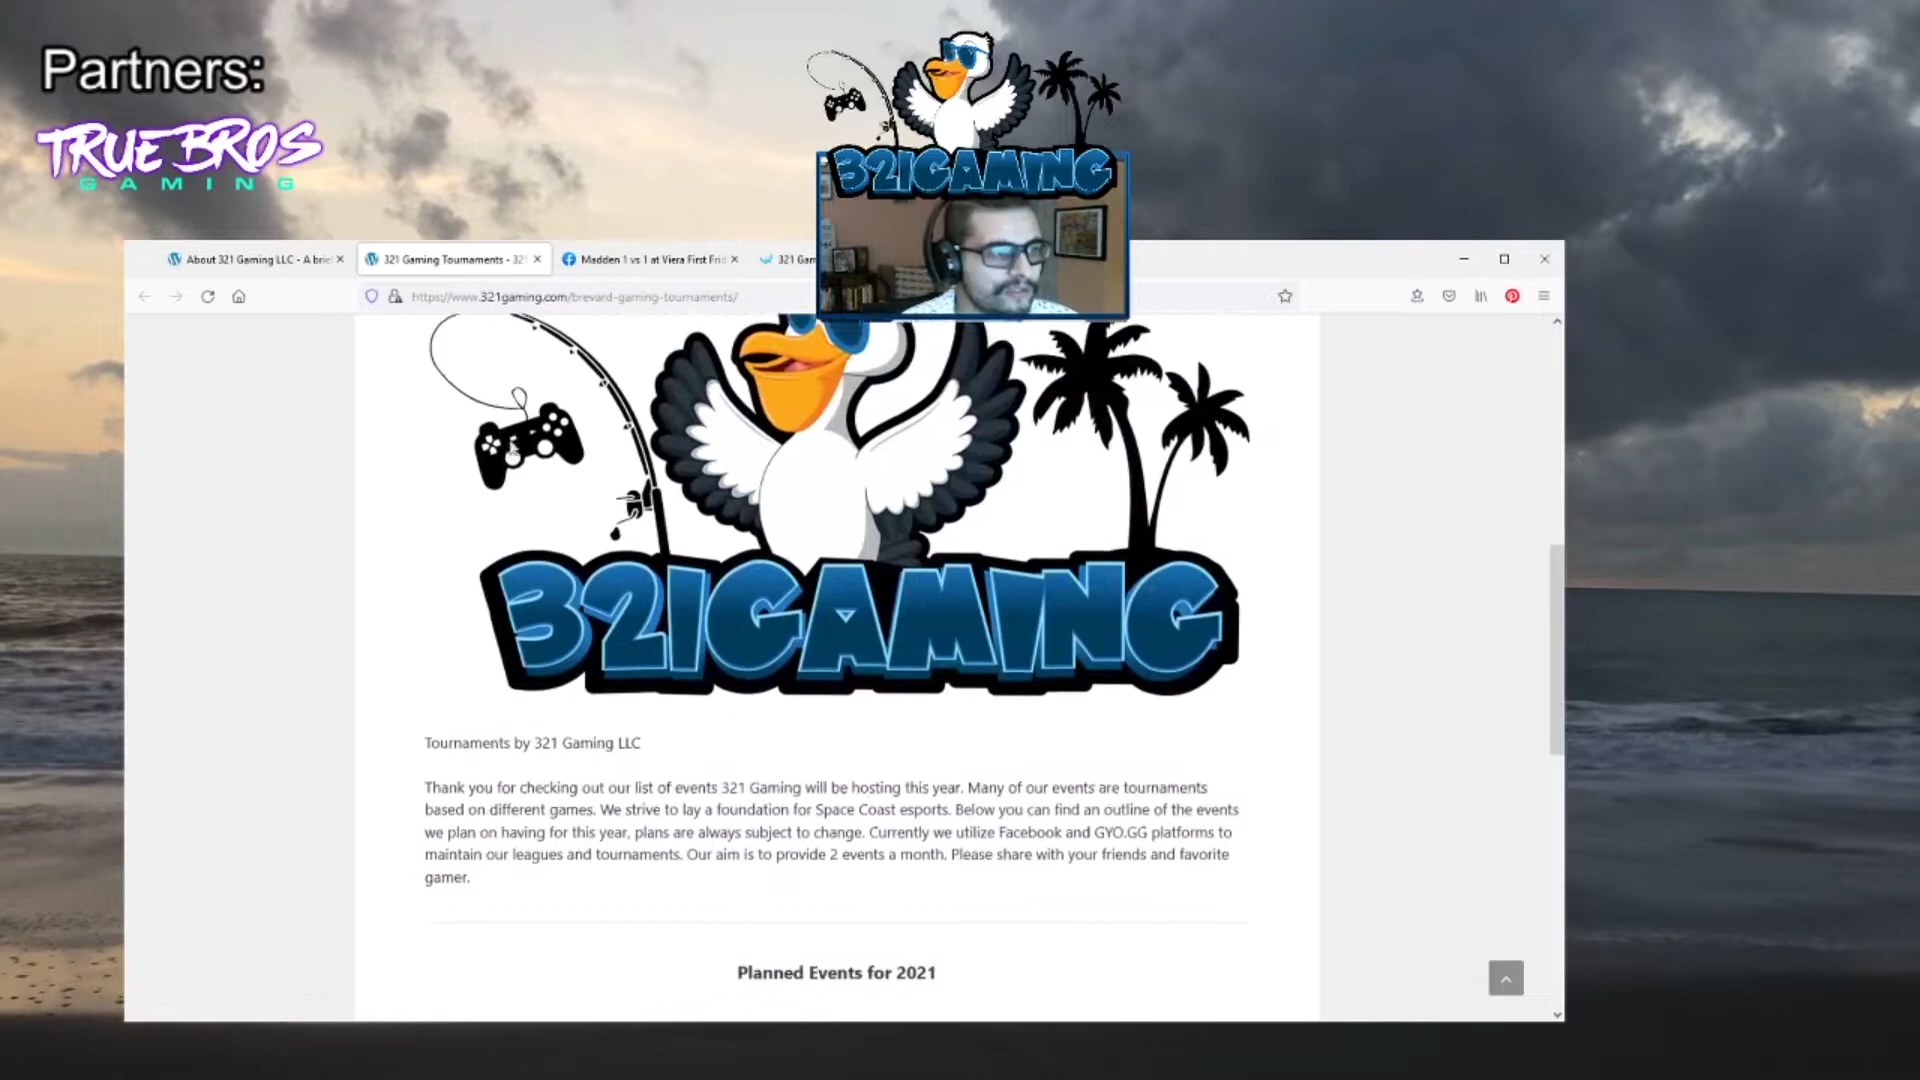 Partners:
TRUE BROS
GAMING
321GAMING
About 321 Gaming LLC - A brie
321 Gaming Tournaments - 321
Madden 1 vs 1 at Viera First Frid
321 Gam
https://www.321gaming.com/brevard-gaming-tournaments/
321GAMING
Tournaments by 321 Gaming LLC
Thank you for checking out our list of events 321 Gaming will be hosting this year. Many of our events are tournaments
based on different games. We strive to lay a foundation for Space Coast esports. Below you can find an outline of the events
we plan on having for this year, plans are always subject to change. Currently we utilize Facebook and GYO.GG platforms to
maintain our leagues and tournaments. Our aim is to provide 2 events a month. Please share with your friends and favorite
gamer.
Planned Events for 2021